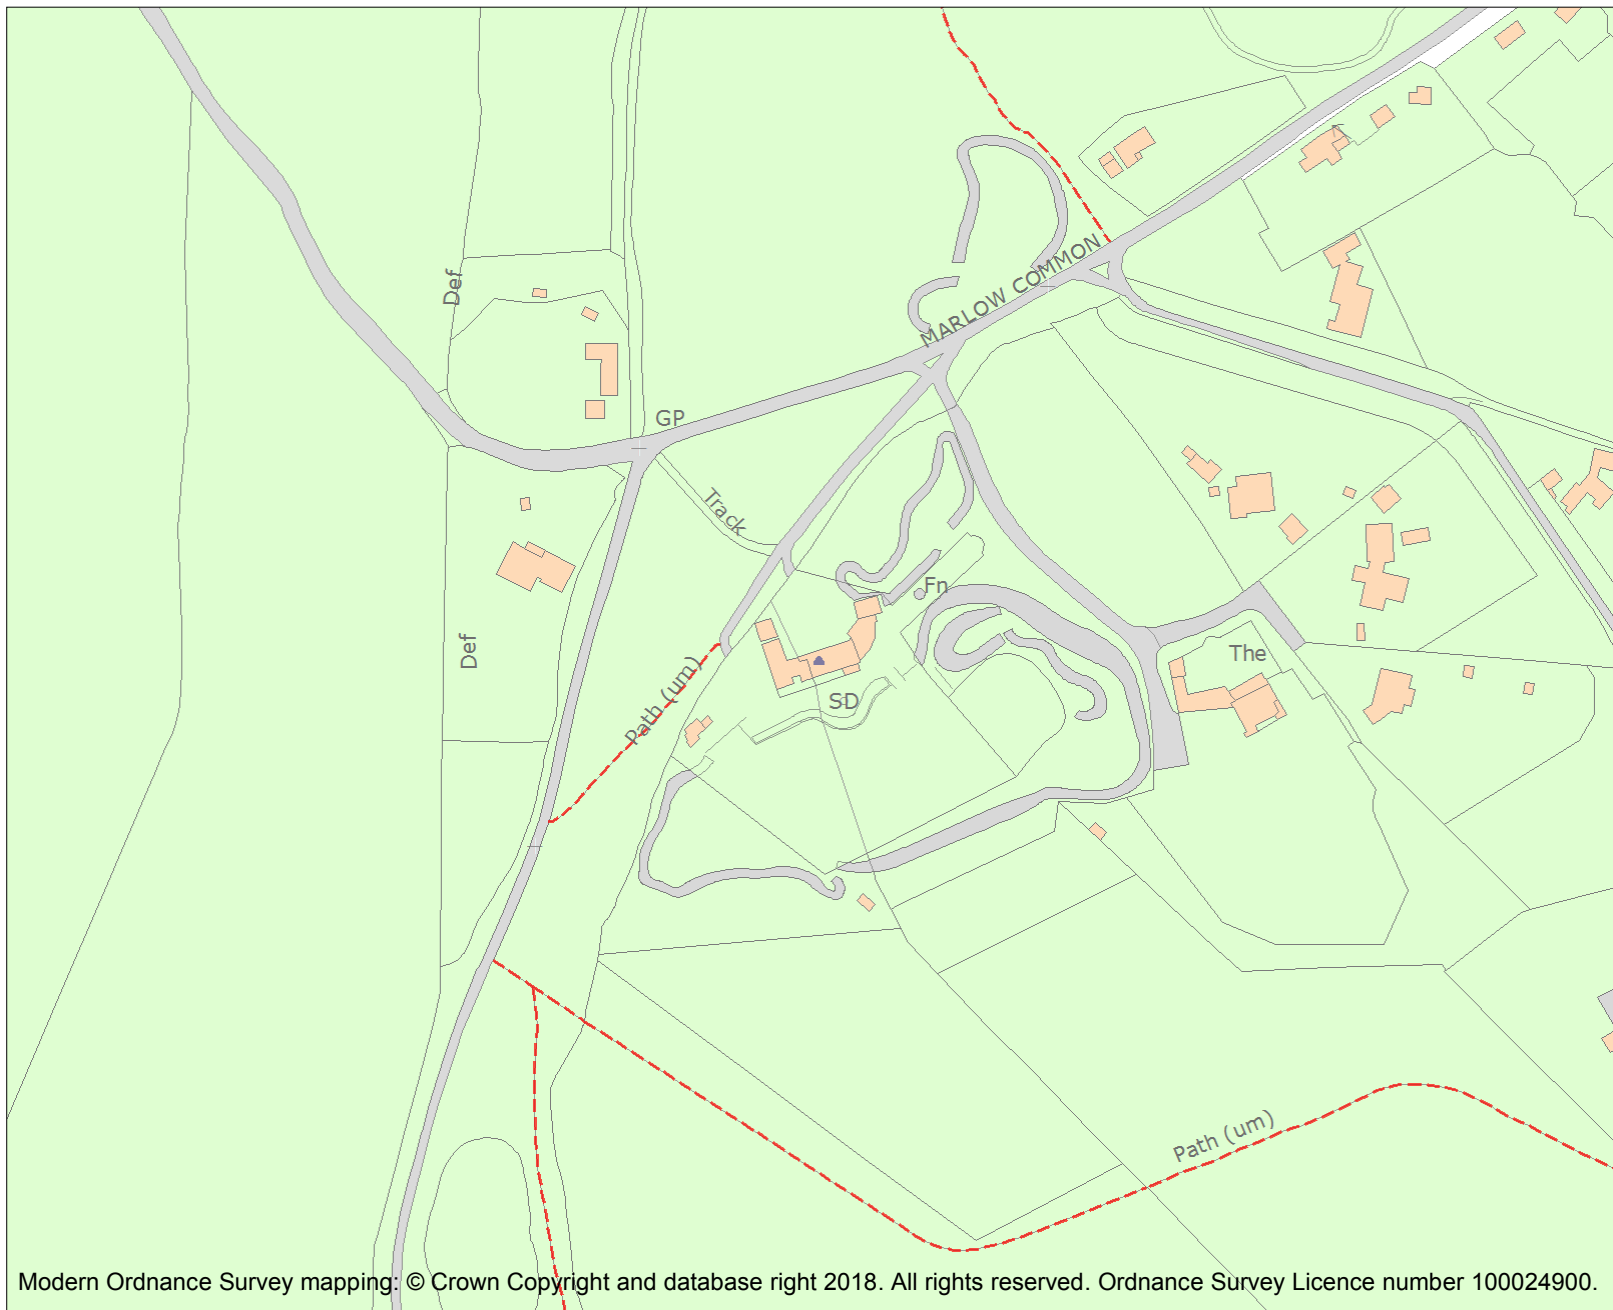 MARLOW COMMON
Def
GP
Track
Fn
Def
The
Path (um)
SD
Path (um)
Modern Ordnance Survey mapping: © Crown Copyright and database right 2018. All rights reserved. Ordnance Survey Licence number 100024900.